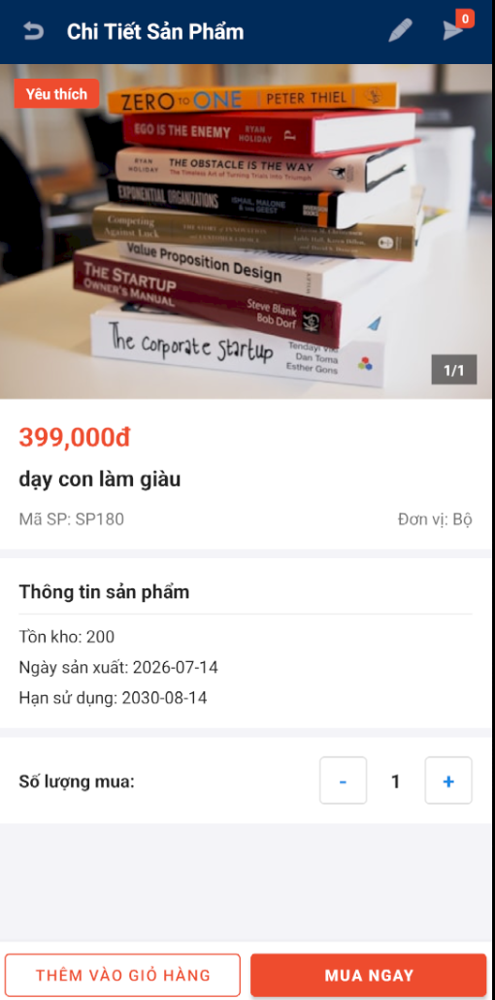 Chi Tiết Sản Phẩm
0
Yêu thích
ZERO TO ONE PETER THIEL
EGO IS THE ENEMY RYAN HOLIDAY P
RYAN HOLIDAY THE OBSTACLE IS THE WAY
The Timeless Art of Turning Trials into Triumph
EXPONENTIAL ORGANIZATIONS ISMAIL, MALONE & VAN GEEST
Competing Against Luck
Value Proposition Design
THE STARTUP OWNER'S MANUAL Steve Blank Bob Dorf
The corporate startup Tendayi Viki Dan Toma Esther Gons
1/1
399,000đ
dạy con làm giàu
Mã SP: SP180
Đơn vị: Bộ
Thông tin sản phẩm
Tồn kho: 200
Ngày sản xuất: 2026-07-14
Hạn sử dụng: 2030-08-14
Số lượng mua:
- 1 +
THÊM VÀO GIỎ HÀNG
MUA NGAY